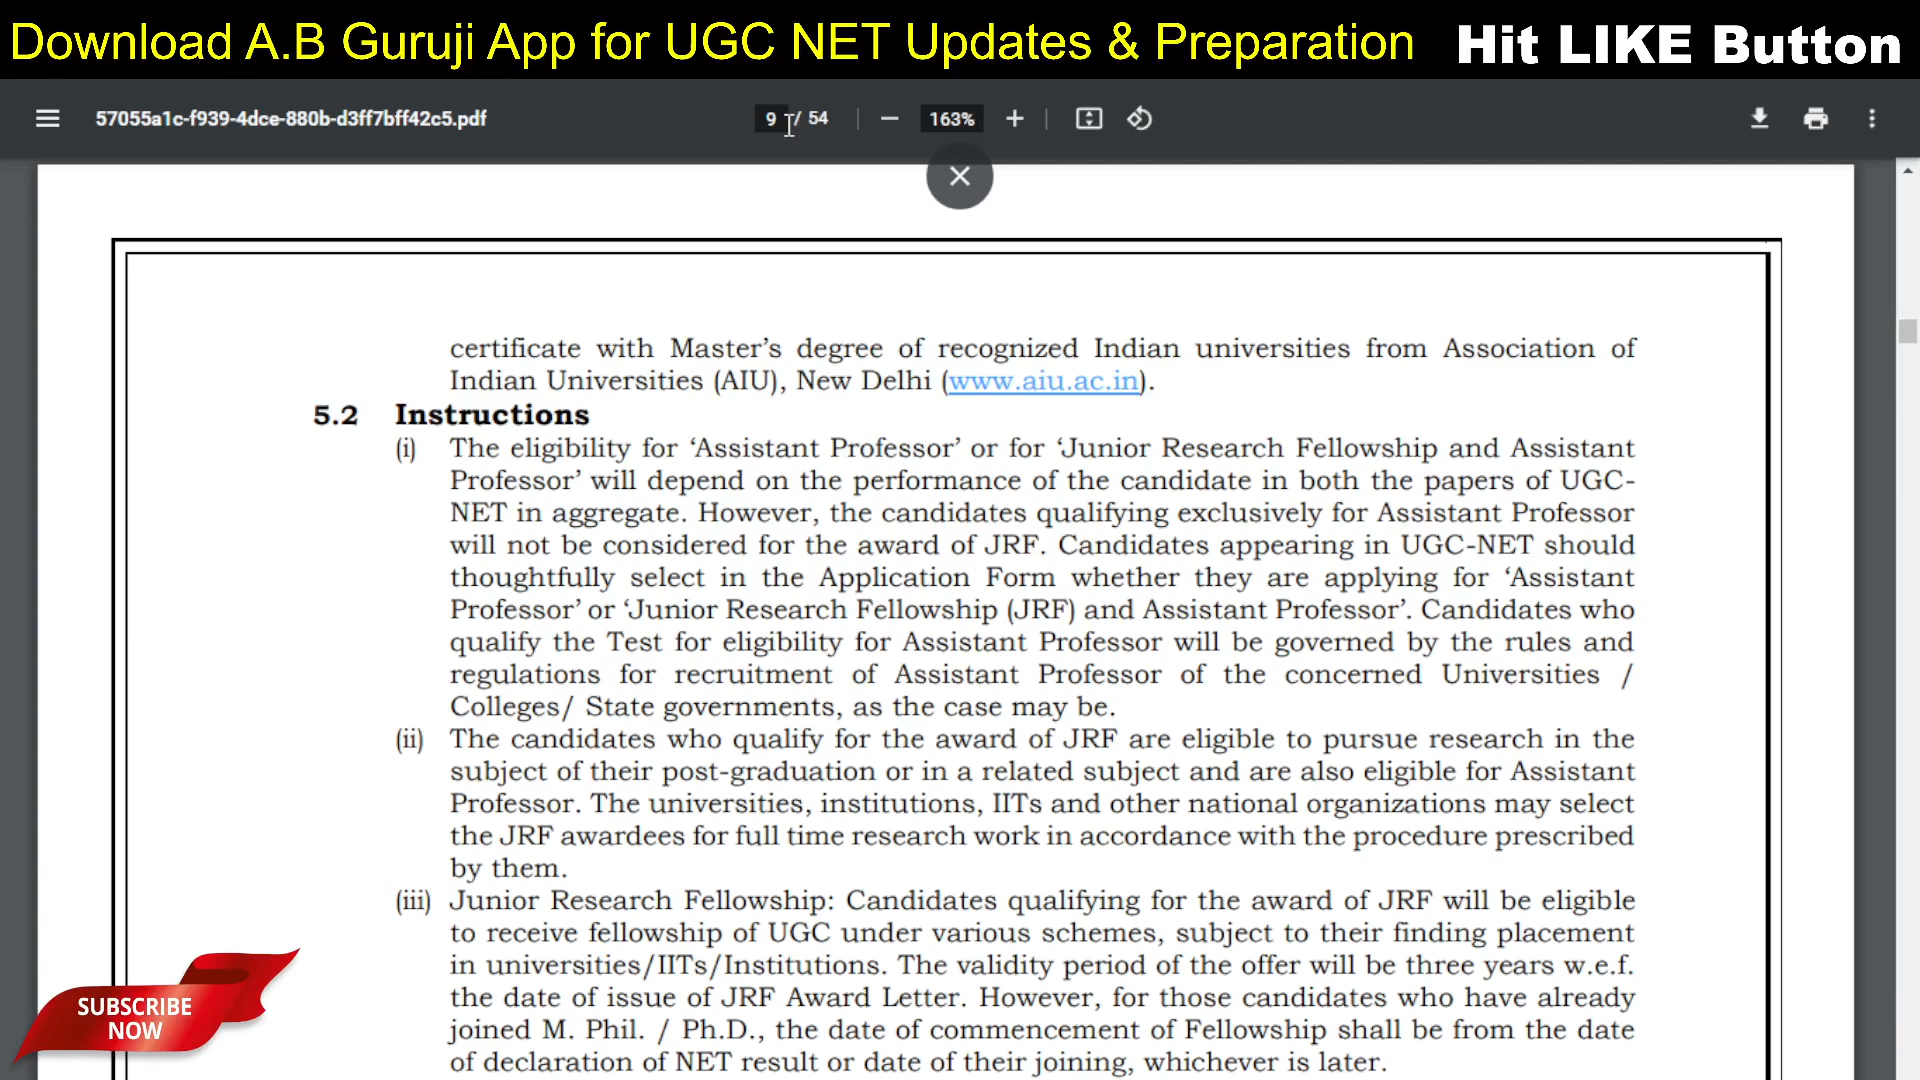 Download A.B Guruji App for UGC NET Updates & Preparation Hit LIKE Button
57055a1c-f939-4dce-880b-d3ff7bff42c5.pdf 9 / 54 163%
certificate with Master’s degree of recognized Indian universities from Association of
Indian Universities (AIU), New Delhi (www.aiu.ac.in).
5.2 Instructions
(i) The eligibility for ‘Assistant Professor’ or for ‘Junior Research Fellowship and Assistant
Professor’ will depend on the performance of the candidate in both the papers of UGC-
NET in aggregate. However, the candidates qualifying exclusively for Assistant Professor
will not be considered for the award of JRF. Candidates appearing in UGC-NET should
thoughtfully select in the Application Form whether they are applying for ‘Assistant
Professor’ or ‘Junior Research Fellowship (JRF) and Assistant Professor’. Candidates who
qualify the Test for eligibility for Assistant Professor will be governed by the rules and
regulations for recruitment of Assistant Professor of the concerned Universities /
Colleges/ State governments, as the case may be.
(ii) The candidates who qualify for the award of JRF are eligible to pursue research in the
subject of their post-graduation or in a related subject and are also eligible for Assistant
Professor. The universities, institutions, IITs and other national organizations may select
the JRF awardees for full time research work in accordance with the procedure prescribed
by them.
(iii) Junior Research Fellowship: Candidates qualifying for the award of JRF will be eligible
to receive fellowship of UGC under various schemes, subject to their finding placement
in universities/IITs/Institutions. The validity period of the offer will be three years w.e.f.
the date of issue of JRF Award Letter. However, for those candidates who have already
joined M. Phil. / Ph.D., the date of commencement of Fellowship shall be from the date
of declaration of NET result or date of their joining, whichever is later.
SUBSCRIBE
NOW